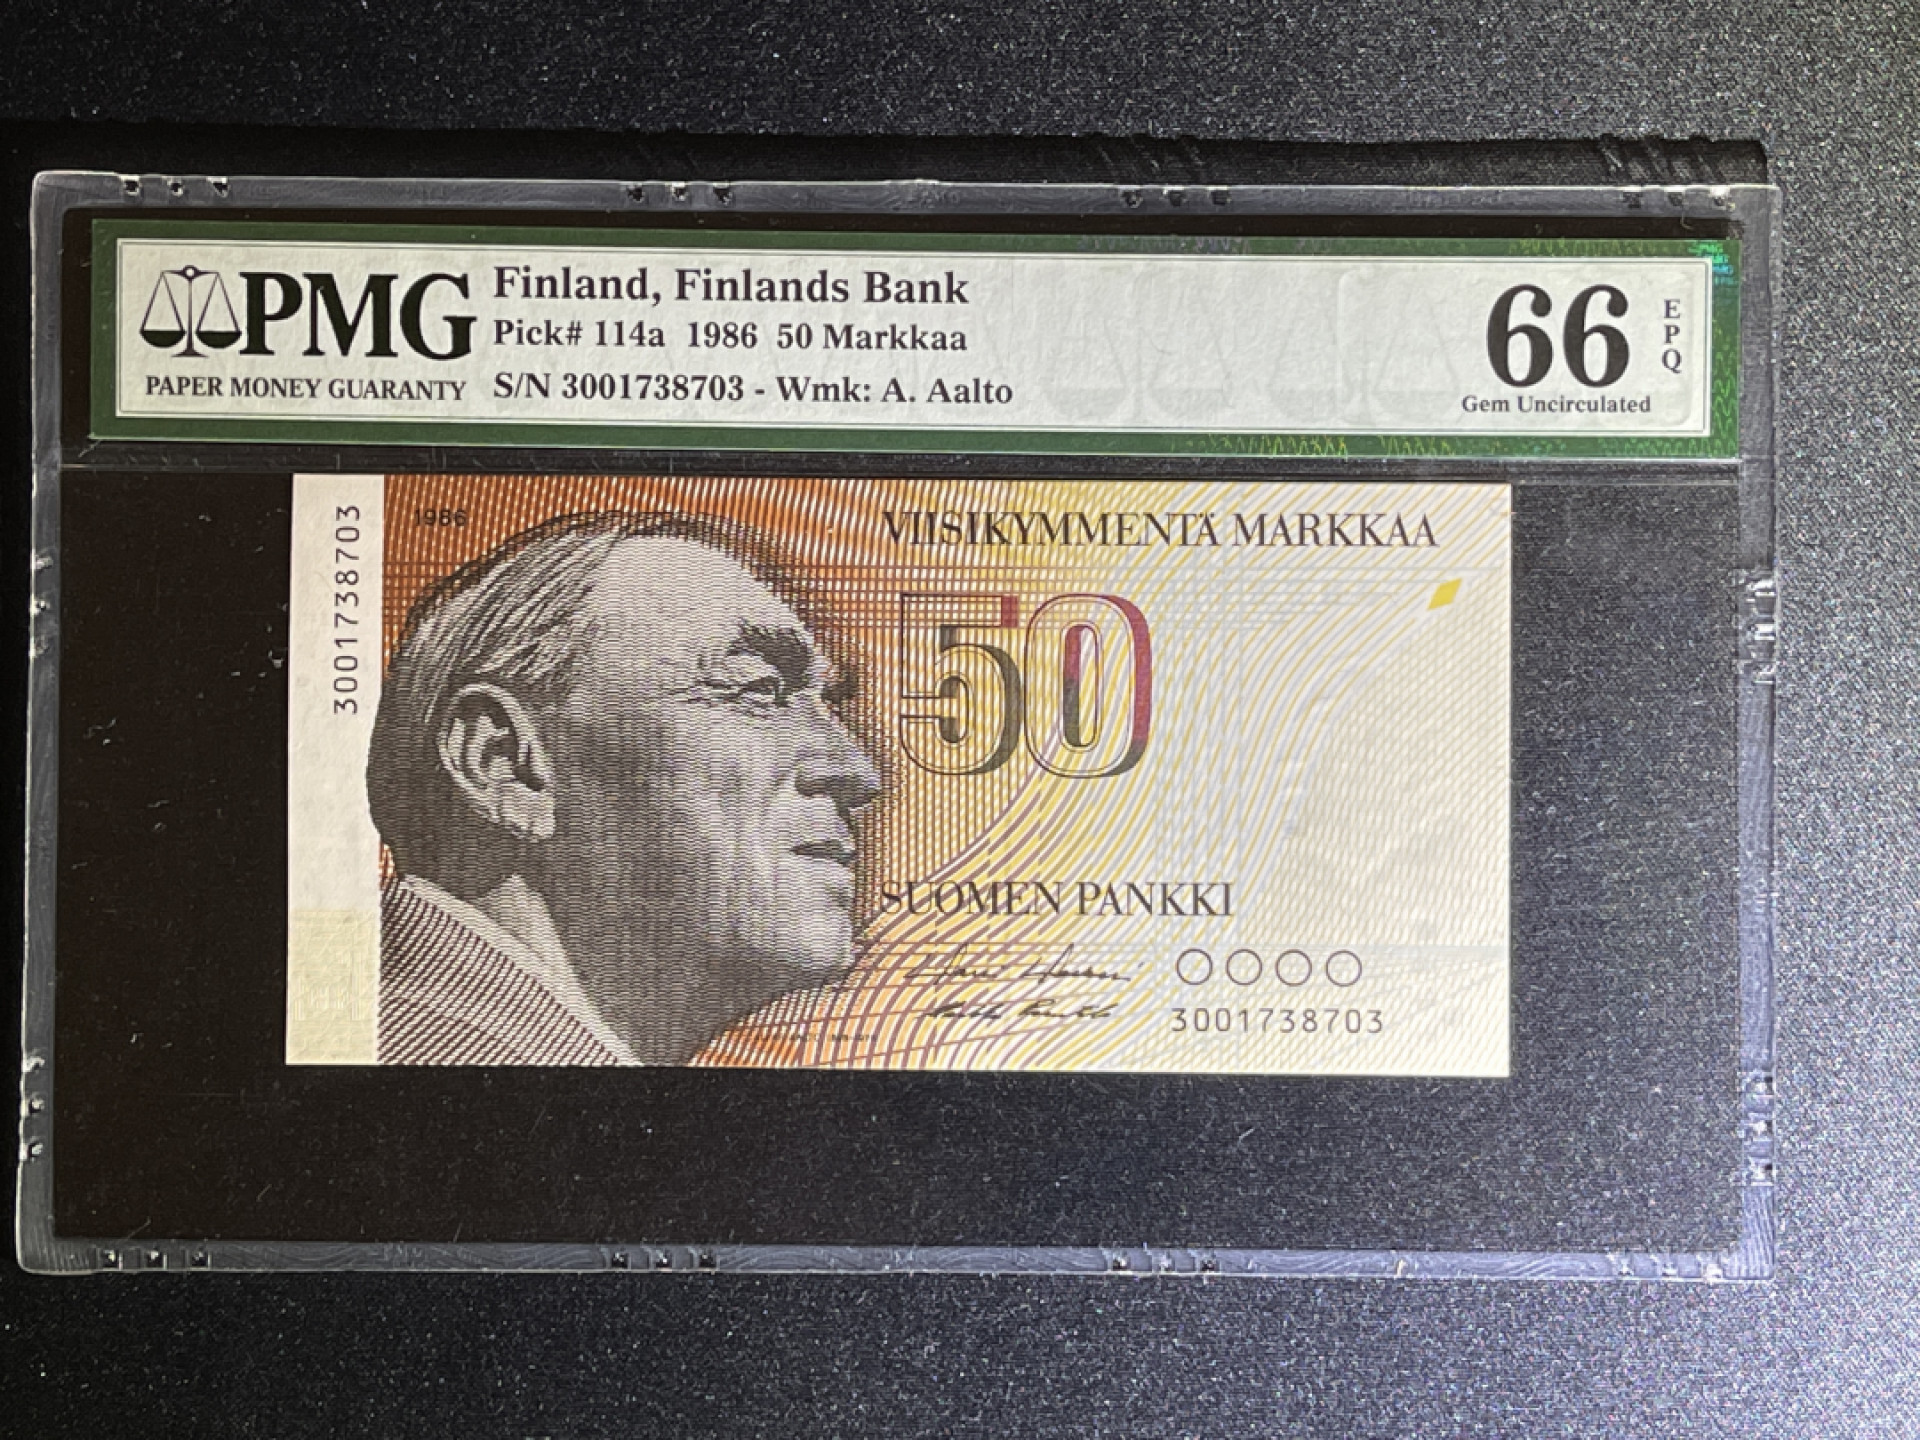 PMG
PAPER MONEY GUARANTY
Finland, Finlands Bank
Pick# 114a 1986 50 Markkaa
S/N 3001738703 - Wmk: A. Aalto
66
EPQ
Gem Uncirculated
3001738703
1986
VIISIKYMMENTÄ MARKKAA
50
SUOMEN PANKKI
3001738703